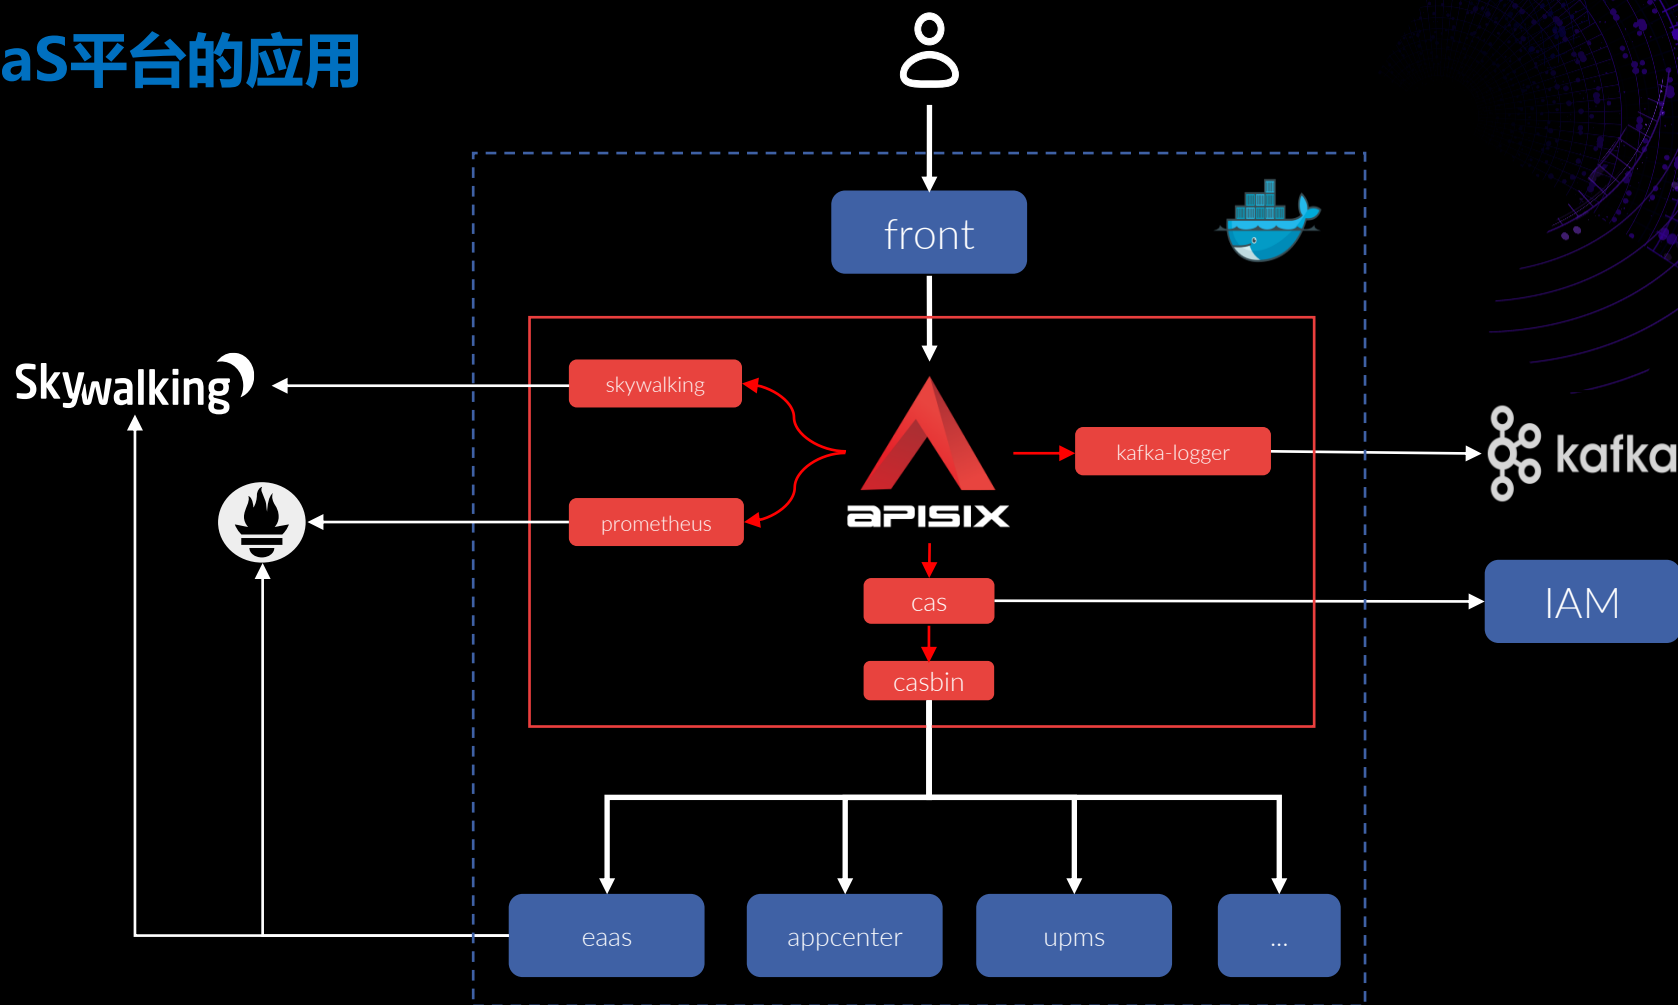 aS平台的应用
front
Skywalking
skywalking
kafka-logger
kafka
prometheus
APISIX
cas
IAM
casbin
eaas
appcenter
upms
...